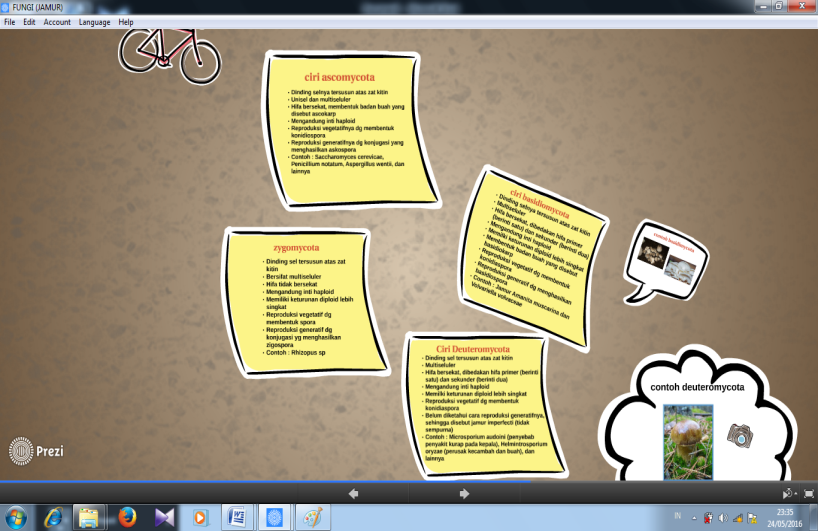 FUNGI (JAMUR)
File Edit Account Language Help
ciri ascomycota
• Dinding selnya tersusun atas zat kitin
• Unisel dan multiseluler
• Hifa bersekat, membentuk badan buah yang
disebut ascokarp
• Mengandung inti haploid
• Reproduksi vegetatifnya dg membentuk
konidiospora
• Reproduksi generatifnya dg konjugasi yang
menghasilkan askospora
• Contoh : Saccharomyces cerevicae,
Penicillium notatum, Aspergillus wentii, dan
lainnya
ciri basidiomycota
• Dinding selnya tersusun atas zat kitin
• Multiseluler
• Hifa bersekat, dibedakan hifa primer
(berinti satu) dan sekunder (berinti dua)
• Mengandung inti haploid
• Memiliki keturunan diploid lebih singkat
• Membentuk badan buah yang disebut
basidiokarp
• Reproduksi vegetatif dg membentuk
konidiaspora
• Reproduksi generatif dg menghasilkan
basidiospora
• Contoh : Jamur Amanita muscarina dan
Volvariella volvaceae
zygomycota
• Dinding sel tersusun atas zat
kitin
• Bersifat multiseluler
• Hifa tidak bersekat
• Mengandung inti haploid
• Memiliki keturunan diploid lebih
singkat
• Reproduksi vegetatif dg
membentuk spora
• Reproduksi generatif dg
konjugasi yg menghasilkan
zigospora
• Contoh : Rhizopus sp
Ciri Deuteromycota
• Dinding sel tersusun atas zat kitin
• Multiseluler
• Hifa bersekat, dibedakan hifa primer (berinti
satu) dan sekunder (berinti dua)
• Mengandung inti haploid
• Memiliki keturunan diploid lebih singkat
• Reproduksi vegetatif dg membentuk
konidiaspora
• Belum diketahui cara reproduksi generatifnya,
sehingga disebut jamur imperfecti (tidak
sempurna)
• Contoh : Microsporium audoini (penyebab
penyakit kurap pada kepala), Helmintrosporium
oryzae (perusak kecambah dan buah), dan
lainnya
contoh basidiomycota
contoh deuteromycota
Prezi
IN
23:35
24/05/2016